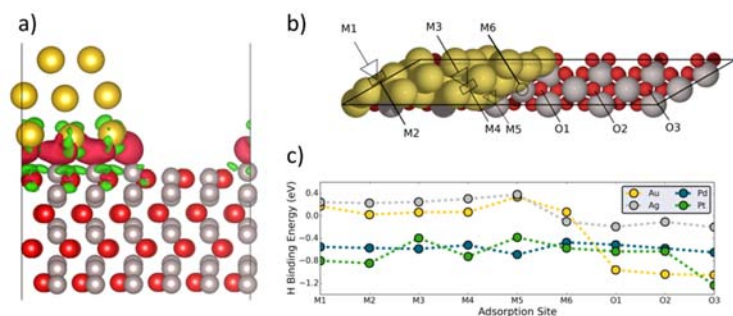 a)
b)
M1
M3
M6
M2
M4
M5
O1
O2
O3
c)
H Binding Energy (eV)
0.4
0.0
−0.4
−0.8
−1.2
Au
Pd
Ag
Pt
M1
M2
M3
M4
M5
M6
O1
O2
O3
Adsorption Site